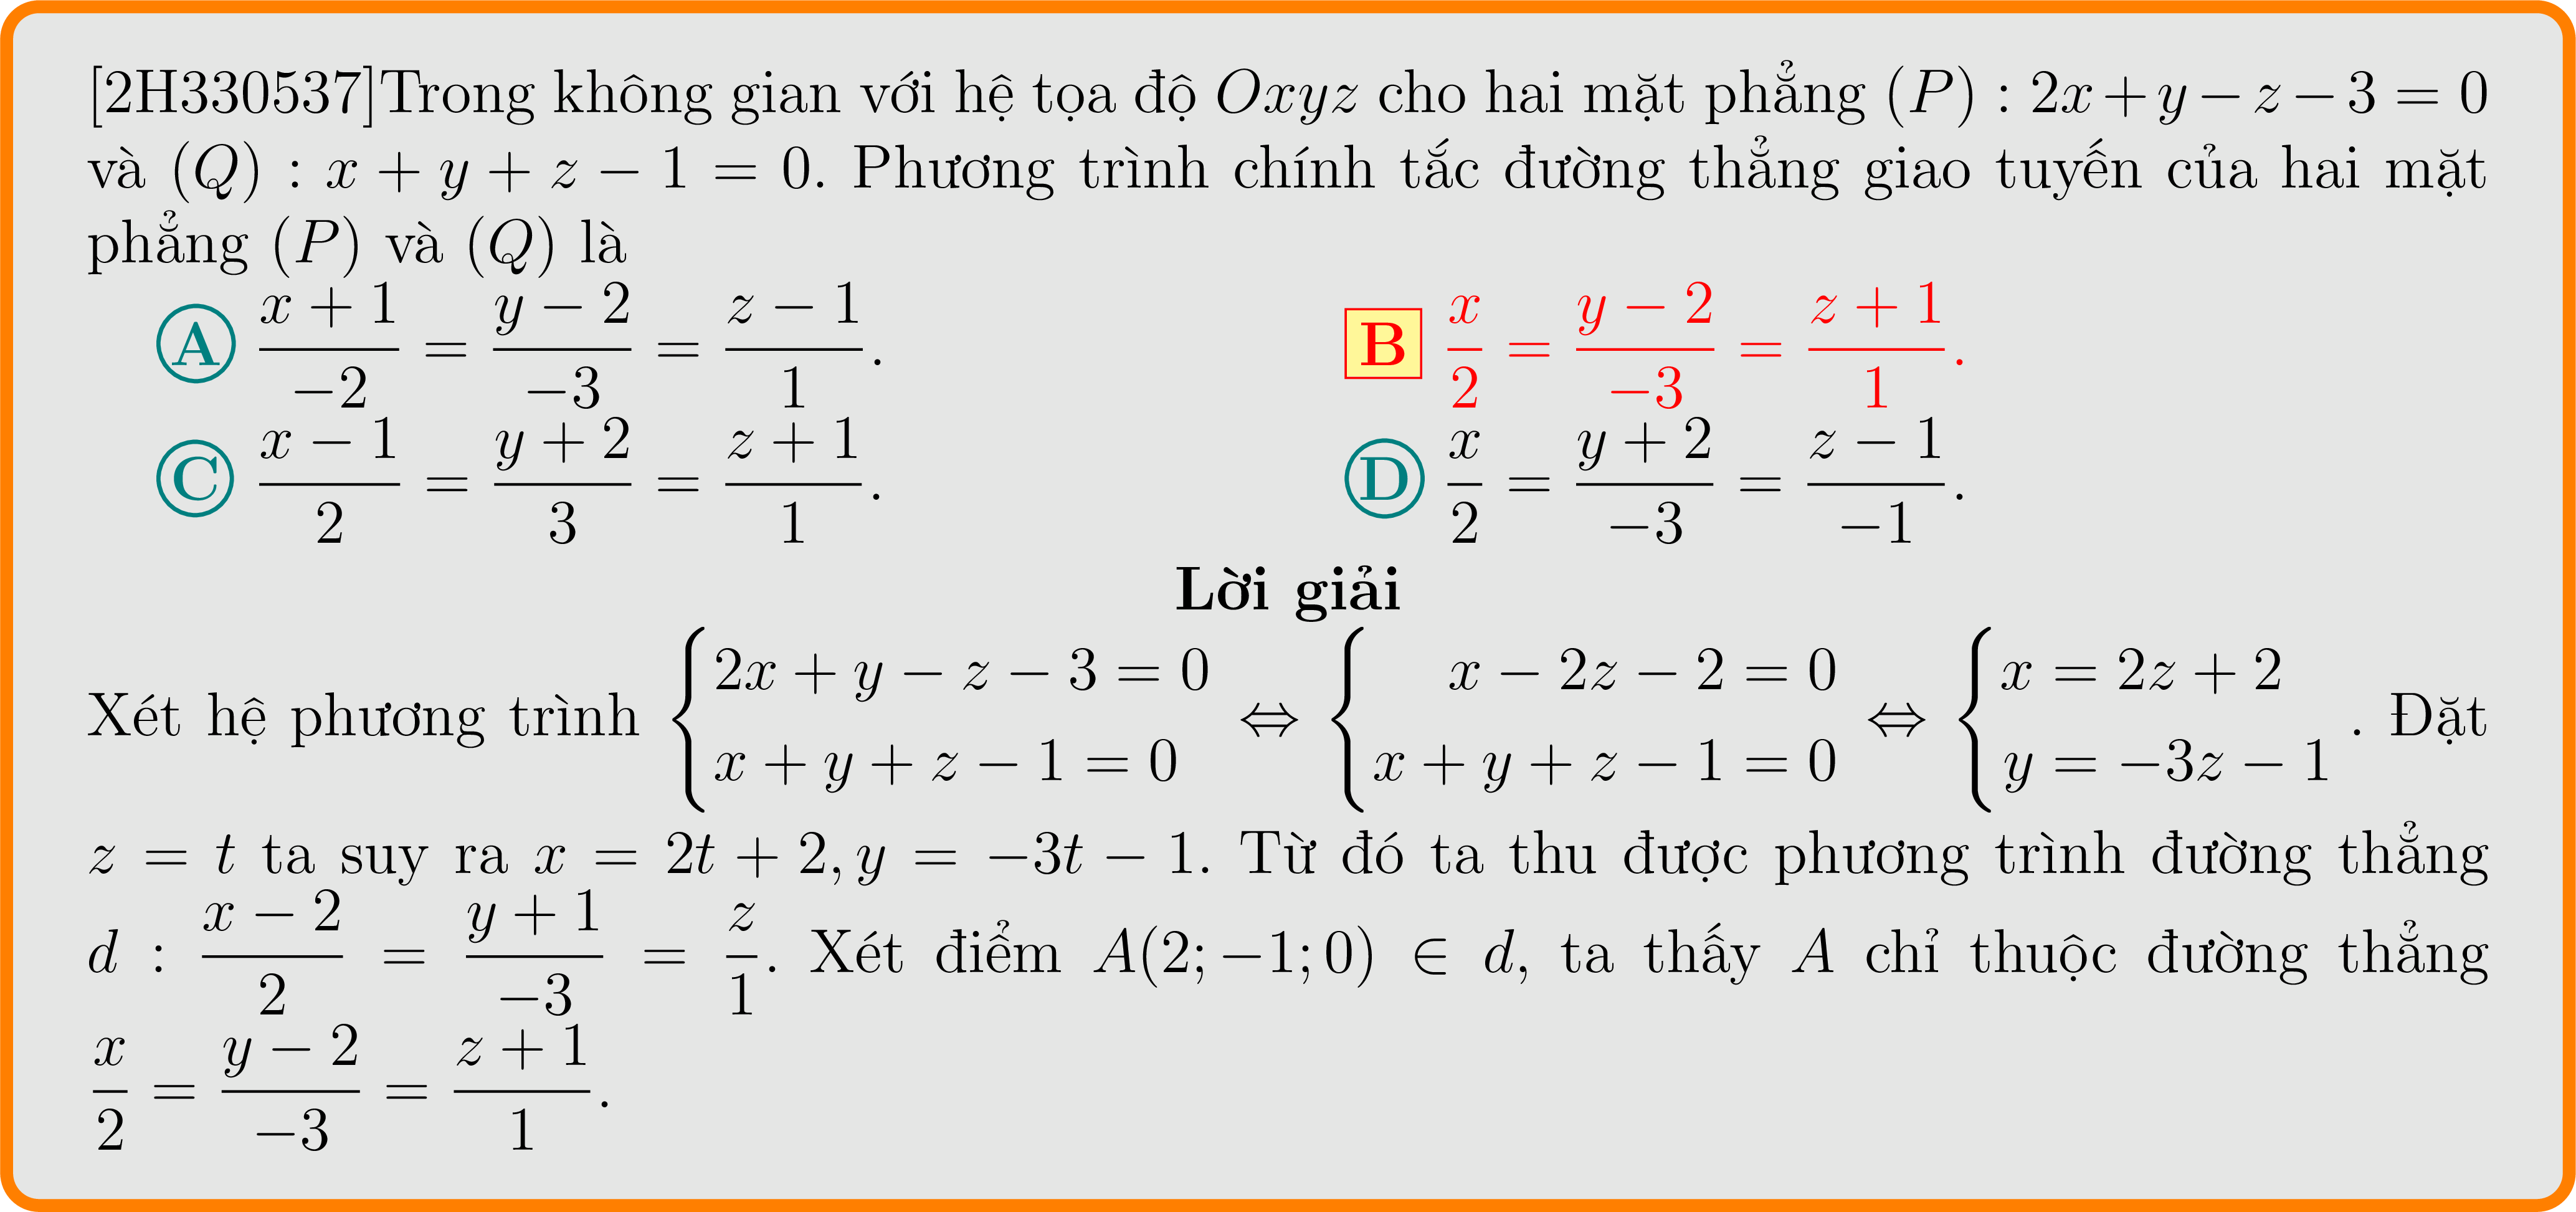 [2H330537]Trong không gian với hệ tọa độ Oxyz cho hai mặt phẳng (P) : 2x + y − z − 3 = 0
và (Q) : x + y + z − 1 = 0. Phương trình chính tắc đường thẳng giao tuyến của hai mặt
phẳng (P) và (Q) là
A \frac{x + 1}{−2} = \frac{y − 2}{−3} = \frac{z − 1}{1}. B \frac{x}{2} = \frac{y − 2}{−3} = \frac{z + 1}{1}.
C \frac{x − 1}{2} = \frac{y + 2}{3} = \frac{z + 1}{1}. D \frac{x}{2} = \frac{y + 2}{−3} = \frac{z − 1}{−1}.
Lời giải
Xét hệ phương trình \begin{cases} 2x + y − z − 3 = 0 \\ x + y + z − 1 = 0 \end{cases} ⇔ \begin{cases} x − 2z − 2 = 0 \\ x + y + z − 1 = 0 \end{cases} ⇔ \begin{cases} x = 2z + 2 \\ y = −3z − 1 \end{cases}. Đặt
z = t ta suy ra x = 2t + 2, y = −3t − 1. Từ đó ta thu được phương trình đường thẳng
d : \frac{x − 2}{2} = \frac{y + 1}{−3} = \frac{z}{1}. Xét điểm A(2; −1; 0) ∈ d, ta thấy A chỉ thuộc đường thẳng
\frac{x}{2} = \frac{y − 2}{−3} = \frac{z + 1}{1}.